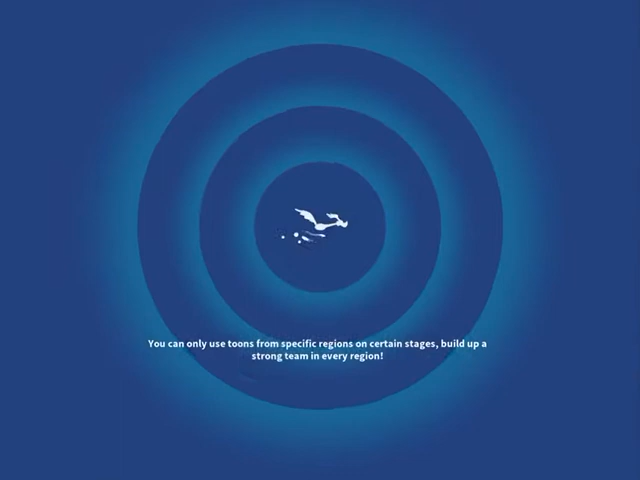 You can only use toons from specific regions on certain stages, build up a
strong team in every region!